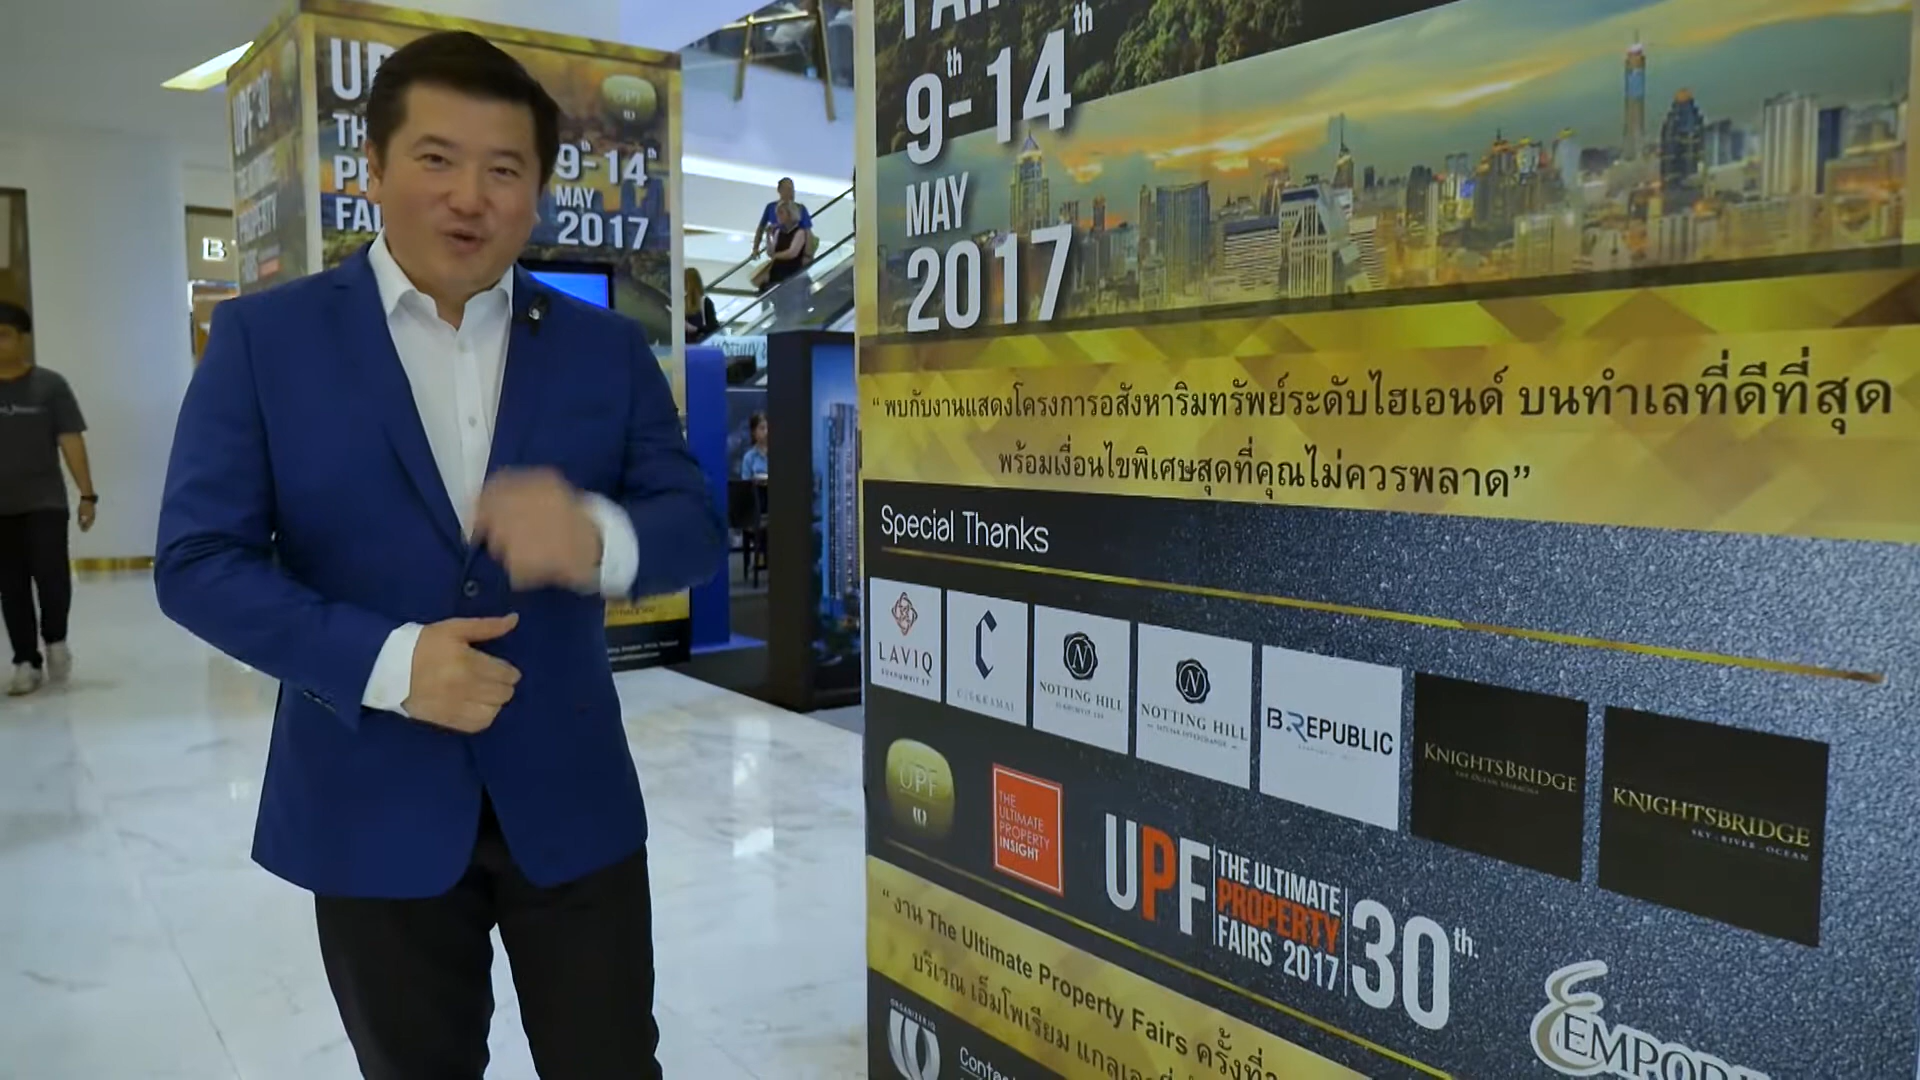 9th-14th
MAY
2017
9th-14th
MAY
2017
“พบกับงานแสดงโครงการอสังหาริมทรัพย์ระดับไฮเอนด์ บนทำเลที่ดีที่สุด
พร้อมเงื่อนไขพิเศษสุดที่คุณไม่ควรพลาด”
Special Thanks
LAVIQ
NOTTING HILL
NOTTING HILL
B.REPUBLIC
KNIGHTSBRIDGE
KNIGHTSBRIDGE
SKY . RIVER . OCEAN
UPF
THE
ULTIMATE
PROPERTY
INSIGHT
UPF
THE ULTIMATE
PROPERTY
FAIRS 2017
30th.
“ งาน The Ultimate Property Fairs ครั้งที่
บริเวณ เอ็มโพเรียม